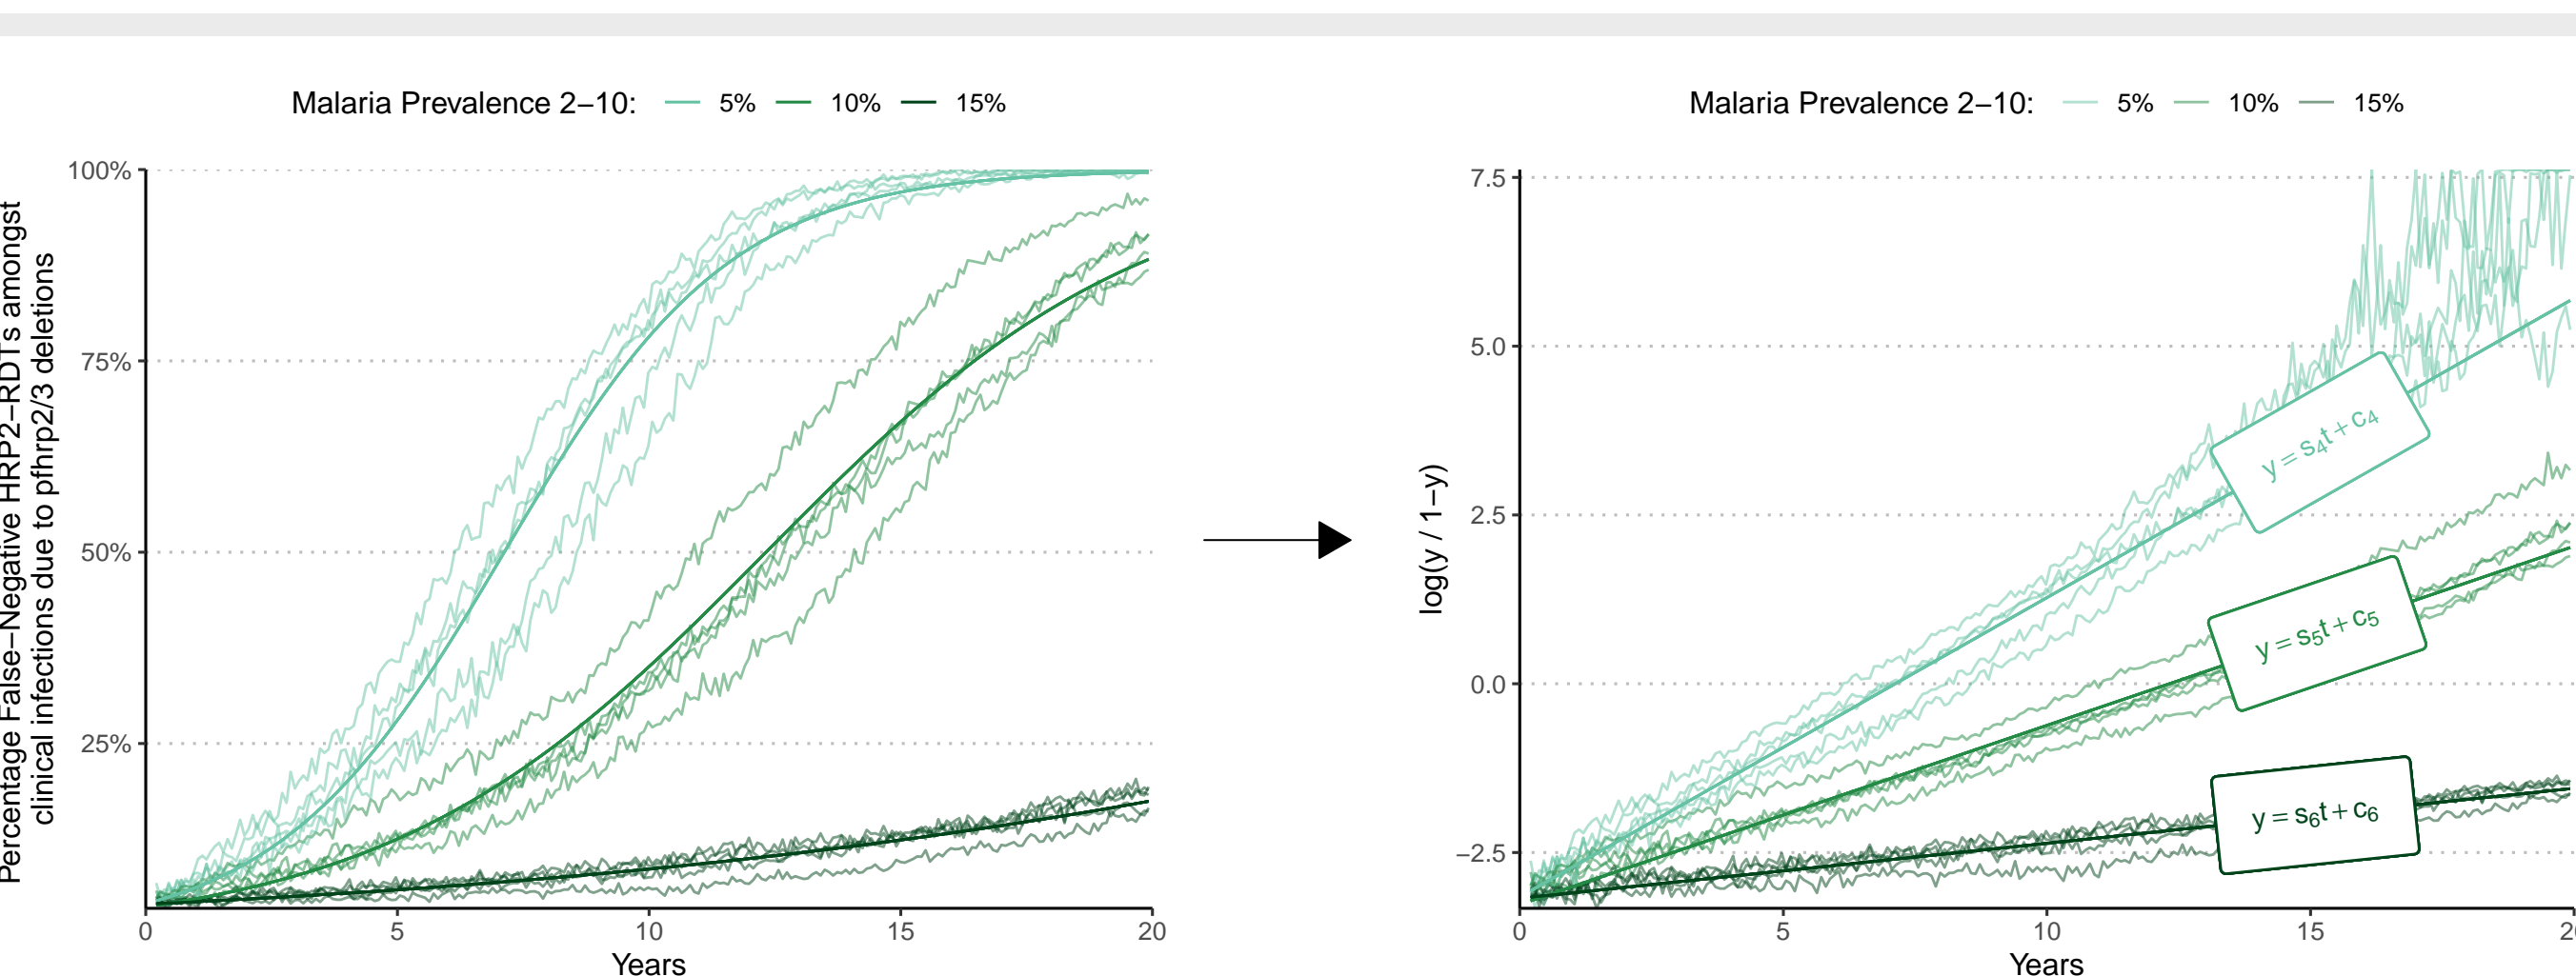 Malaria Prevalence 2–10: 5% 10% 15%
Percentage False–Negative HRP2–RDTs amongst
clinical infections due to pfhrp2/3 deletions
100%
75%
50%
25%
0 5 10 15 20
Years
Malaria Prevalence 2–10: 5% 10% 15%
log(y / 1–y)
7.5
5.0
2.5
0.0
–2.5
y = s4t + c4
y = s5t + c5
y = s6t + c6
0 5 10 15 20
Years